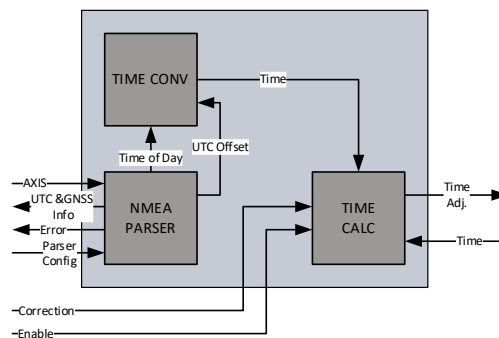 TIME CONV
Time
UTC Offset
Time of Day
AXIS
UTC &GNSS
Info
Error
Parser
Config
NMEA
PARSER
TIME
CALC
Time
Adj.
Time
Correction
Enable